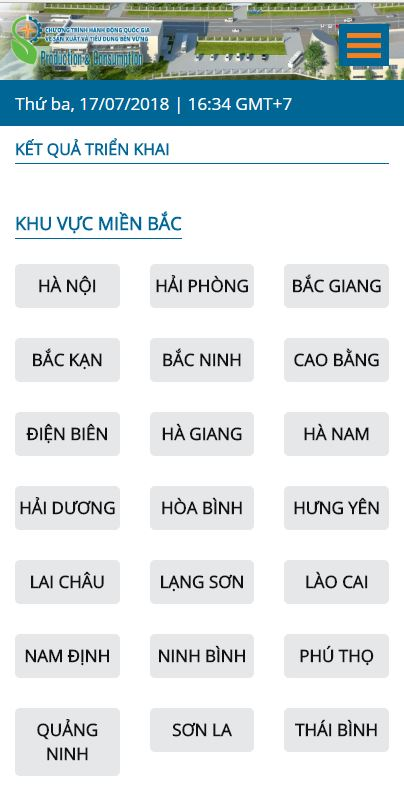 CHƯƠNG TRÌNH HÀNH ĐỘNG QUỐC GIA
VỀ SẢN XUẤT VÀ TIÊU DÙNG BỀN VỮNG
Production & Consumption
Thứ ba, 17/07/2018 | 16:34 GMT+7
KẾT QUẢ TRIỂN KHAI
KHU VỰC MIỀN BẮC
HÀ NỘI
HẢI PHÒNG
BẮC GIANG
BẮC KẠN
BẮC NINH
CAO BẰNG
ĐIỆN BIÊN
HÀ GIANG
HÀ NAM
HẢI DƯƠNG
HÒA BÌNH
HƯNG YÊN
LAI CHÂU
LẠNG SƠN
LÀO CAI
NAM ĐỊNH
NINH BÌNH
PHÚ THỌ
QUẢNG
NINH
SƠN LA
THÁI BÌNH